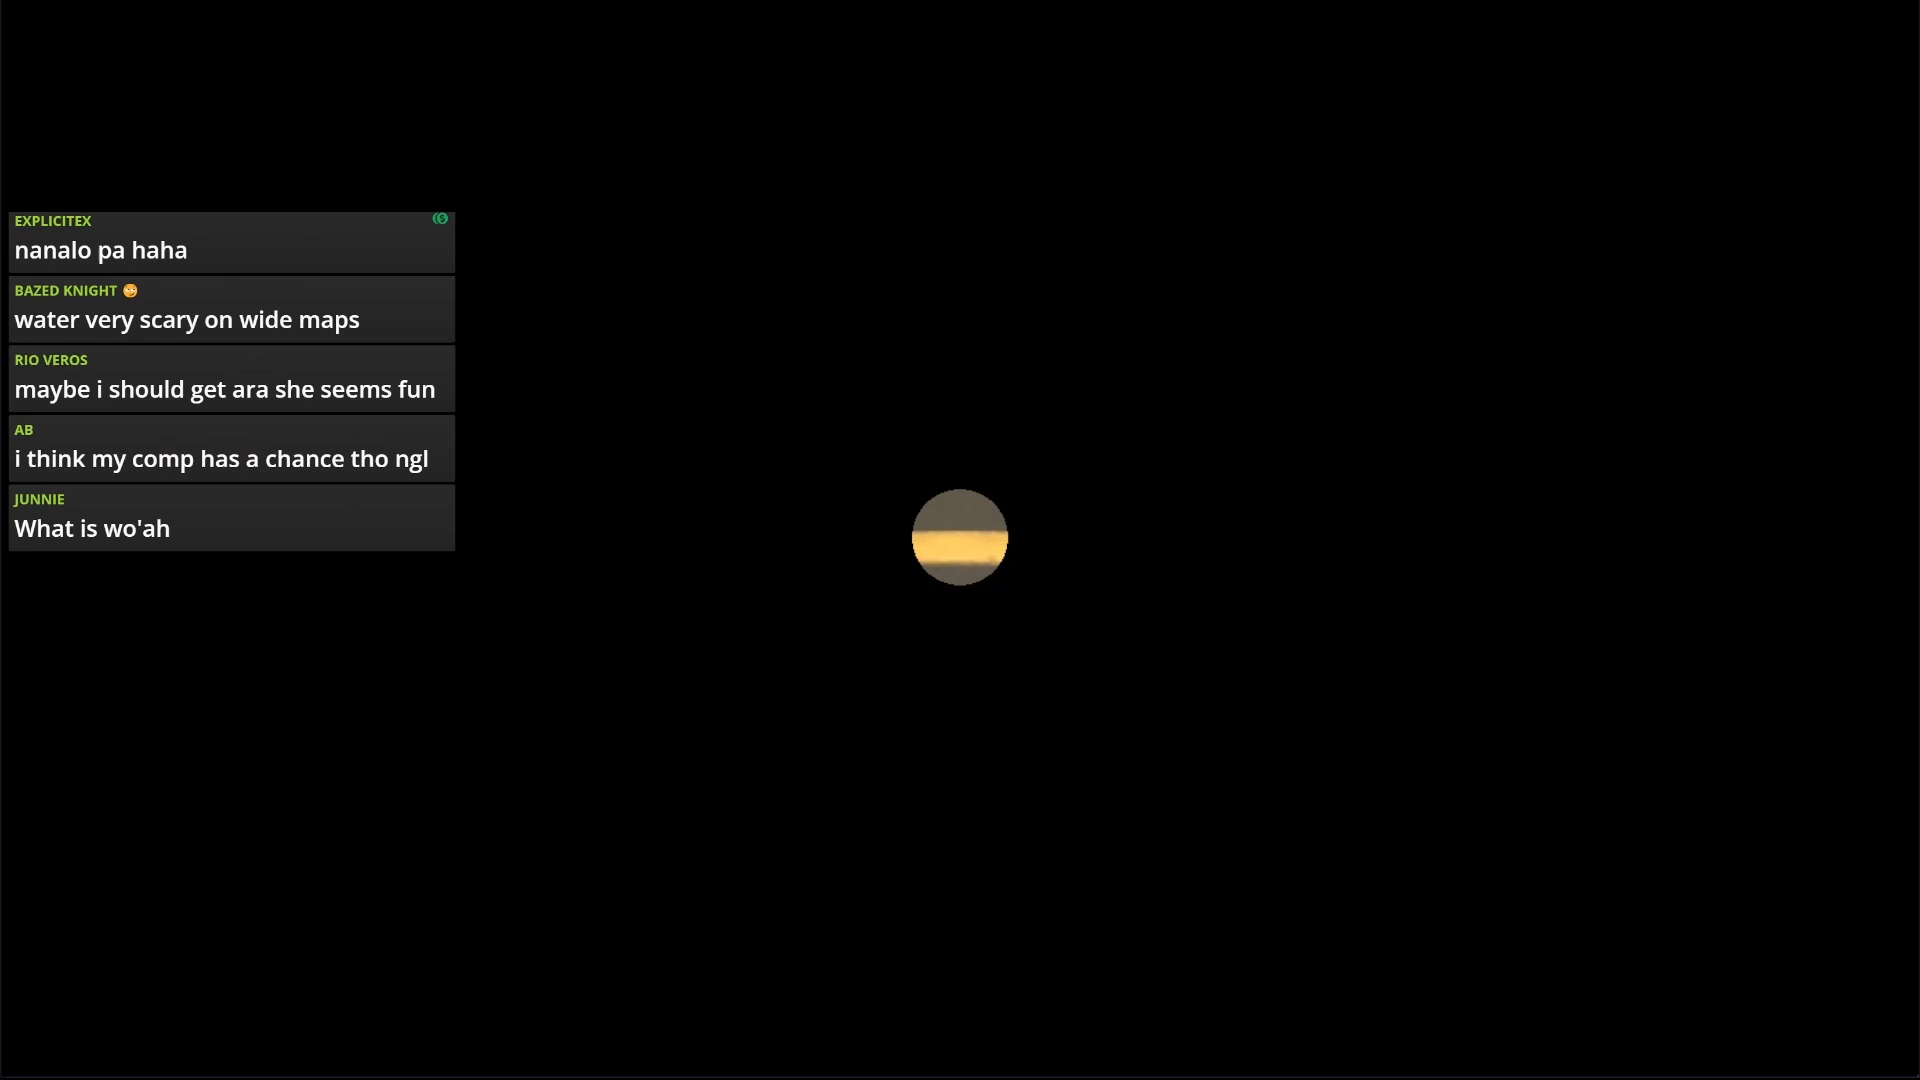 EXPLICITEX
nanalo pa haha
BAZED KNIGHT
water very scary on wide maps
RIO VEROS
maybe i should get ara she seems fun
AB
i think my comp has a chance tho ngl
JUNNIE
What is wo'ah